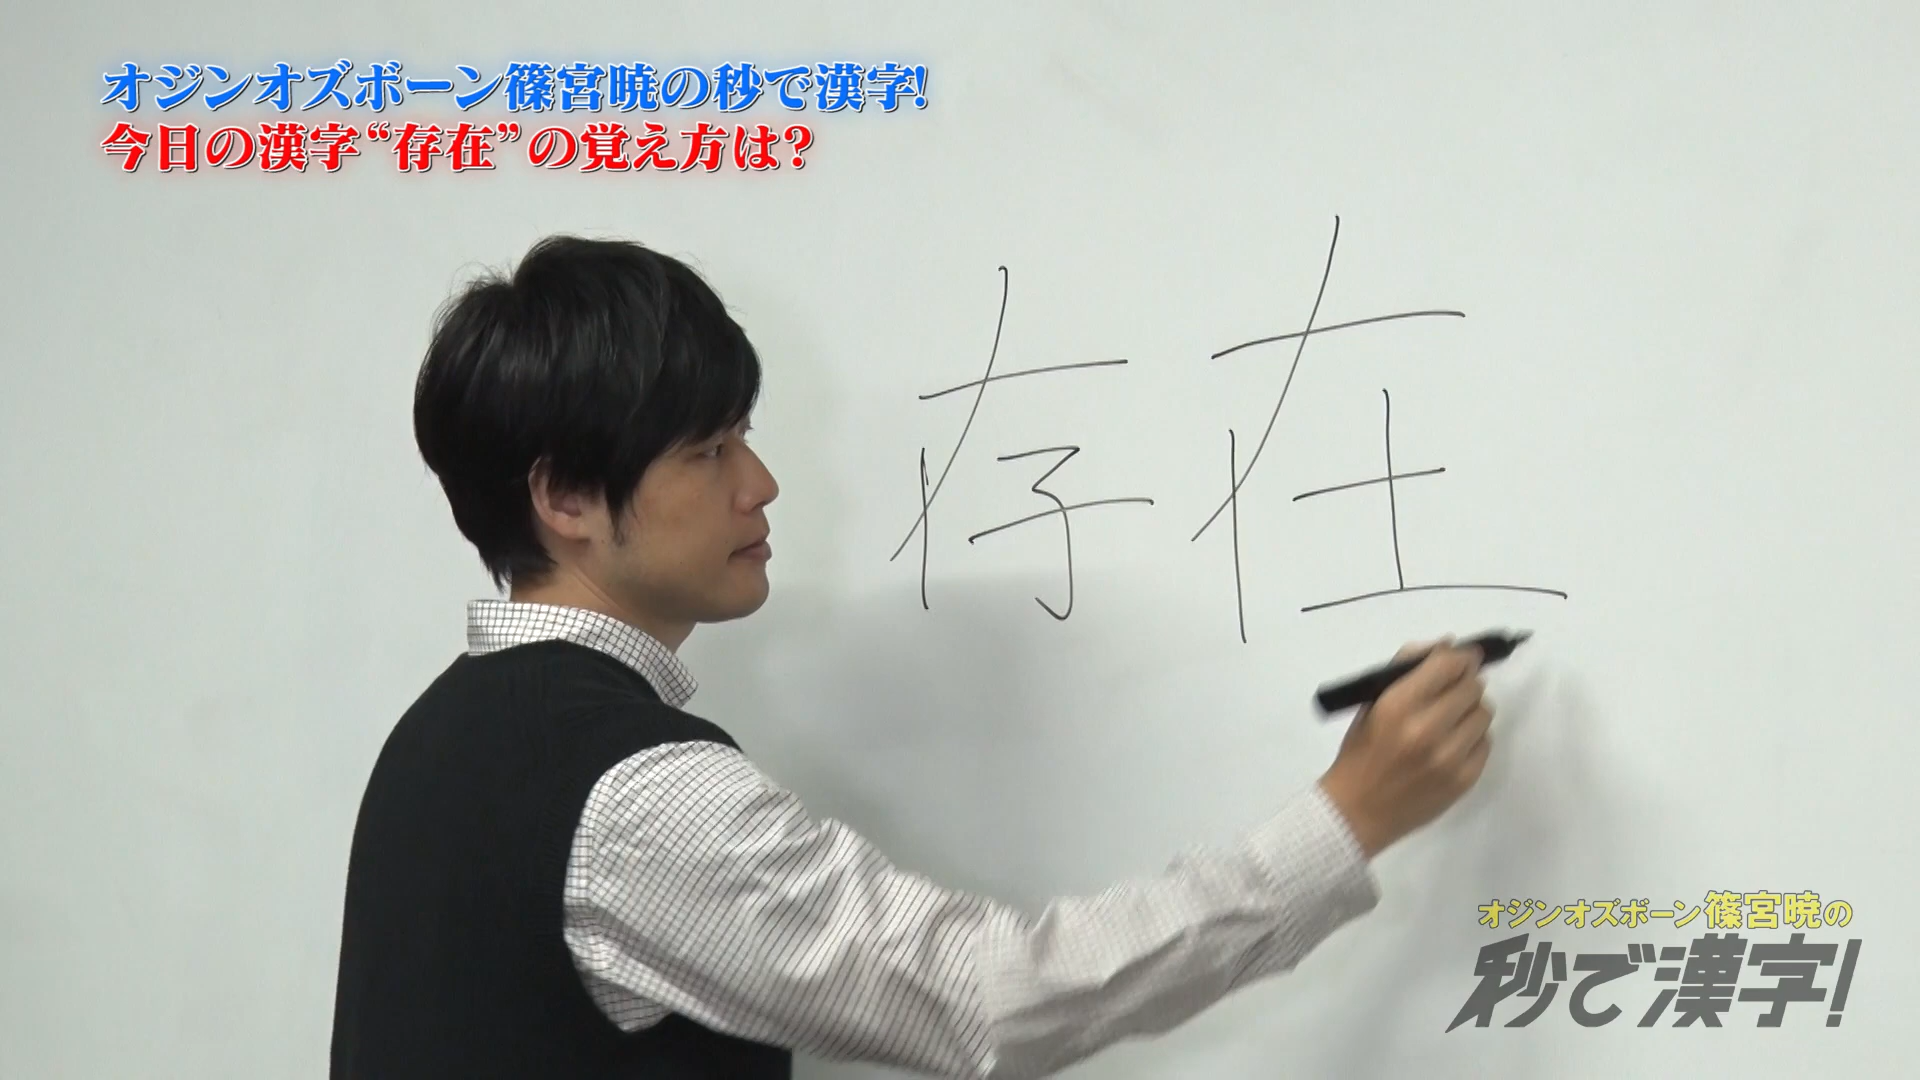 オジンオズボーン篠宮暁の秒で漢字!
今日の漢字“存在”の覚え方は?
存在
オジンオズボーン篠宮暁の
秒で漢字!